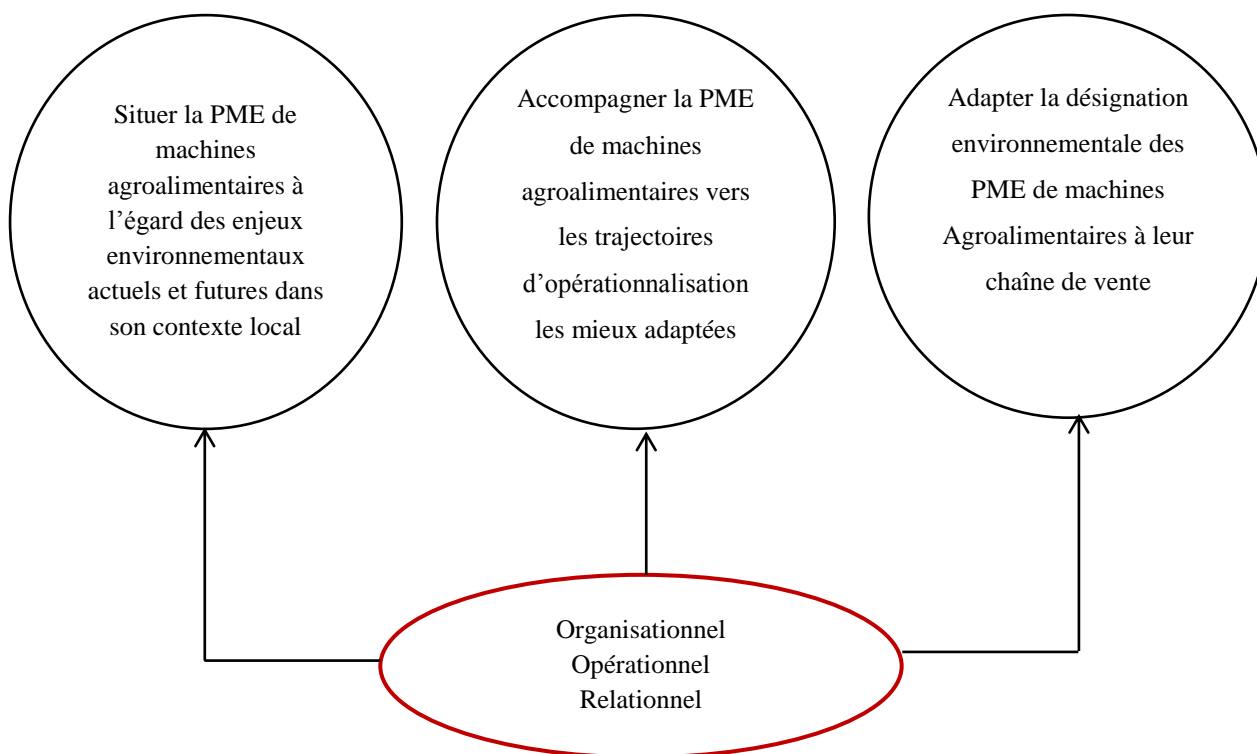 Situer la PME de
machines
agroalimentaires à
l’égard des enjeux
environnementaux
actuels et futures dans
son contexte local
Accompagner la PME
de machines
agroalimentaires vers
les trajectoires
d’opérationnalisation
les mieux adaptées
Adapter la désignation
environnementale des
PME de machines
Agroalimentaires à leur
chaîne de vente
Organisationnel
Opérationnel
Relationnel